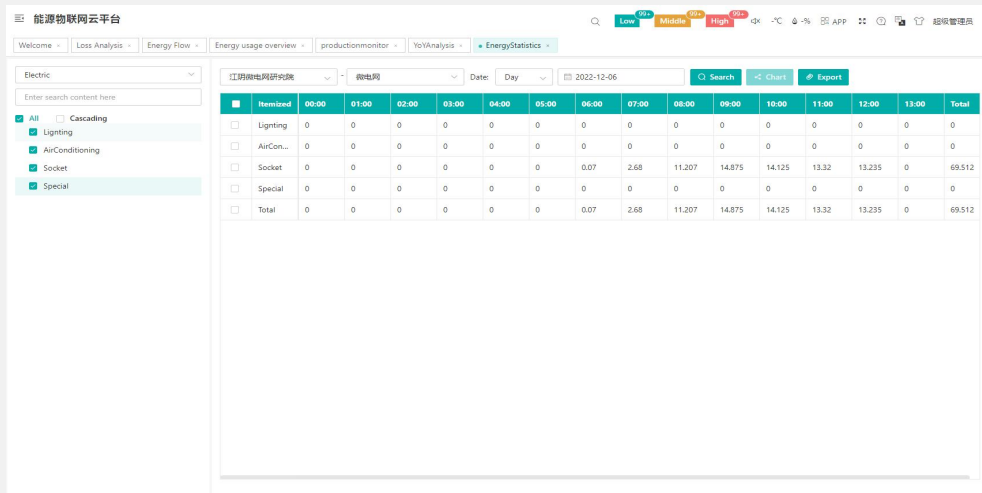 能源物联网云平台
Low 99+ Middle 99+ High 99+ -℃ -% APP 超级管理员
Welcome × Loss Analysis × Energy Flow × Energy usage overview × productionmonitor × YoYAnalysis × EnergyStatistics ×
Electric 江阴微电网研究院 - 微电网 Date: Day 2022-12-06 Search Chart Export
Enter search content here
All Cascading
Lignting
AirConditioning
Socket
Special
Itemized 00:00 01:00 02:00 03:00 04:00 05:00 06:00 07:00 08:00 09:00 10:00 11:00 12:00 13:00 Total
Lignting 0 0 0 0 0 0 0 0 0 0 0 0 0 0 0
AirCon... 0 0 0 0 0 0 0 0 0 0 0 0 0 0 0
Socket 0 0 0 0 0 0 0.07 2.68 11.207 14.875 14.125 13.32 13.235 0 69.512
Special 0 0 0 0 0 0 0 0 0 0 0 0 0 0 0
Total 0 0 0 0 0 0 0.07 2.68 11.207 14.875 14.125 13.32 13.235 0 69.512